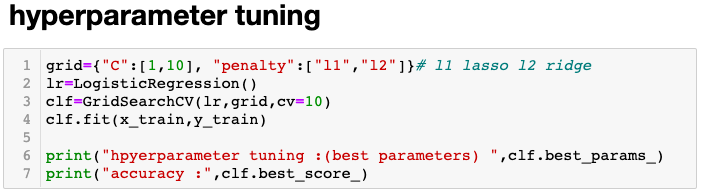 hyperparameter tuning
1 grid={"C":[1,10], "penalty":["l1","l2"]}# l1 lasso l2 ridge
2 lr=LogisticRegression()
3 clf=GridSearchCV(lr,grid,cv=10)
4 clf.fit(x_train,y_train)
5
6 print("hpyerparameter tuning :(best parameters) ",clf.best_params_)
7 print("accuracy :",clf.best_score_)